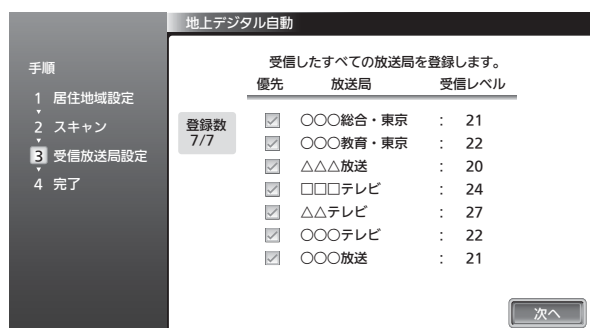 地上デジタル自動
手順
1 居住地域設定
2 スキャン
3 受信放送局設定
4 完了
受信したすべての放送局を登録します。
優先 放送局 受信レベル
登録数
7/7
○○○総合・東京 : 21
○○○教育・東京 : 22
△△△放送 : 20
□□□テレビ : 24
△△テレビ : 27
○○○テレビ : 22
○○○放送 : 21
次へ